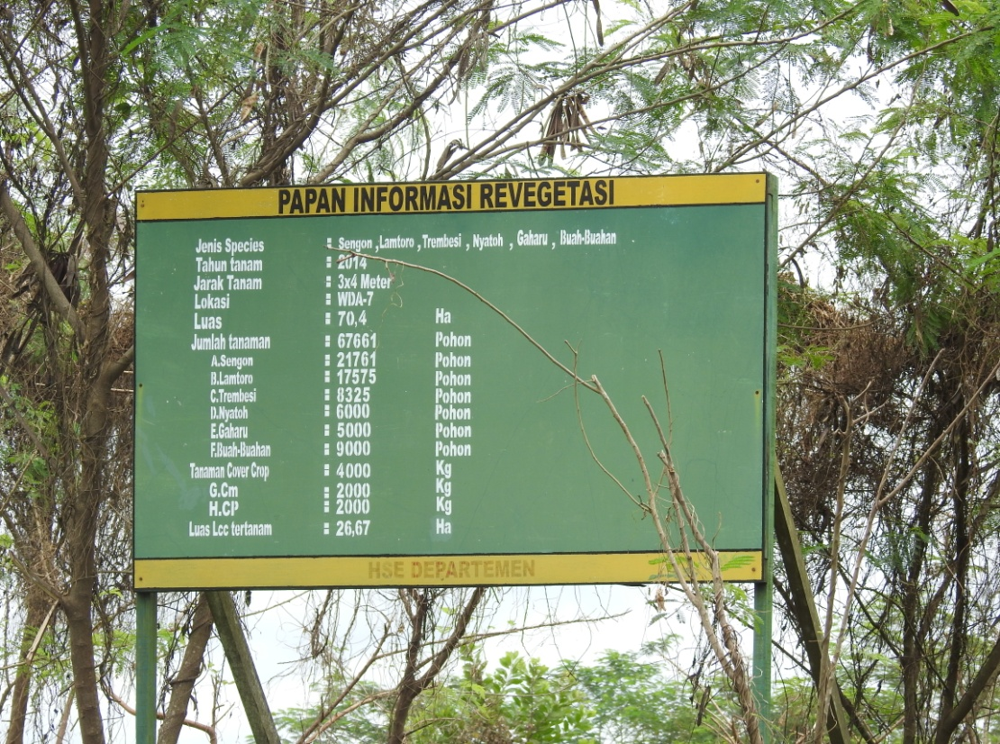 PAPAN INFORMASI REVEGETASI
Jenis Species : Sengon ,Lamtoro , Trembesi , Nyatoh , Gaharu , Buah-Buahan
Tahun tanam : 2014
Jarak Tanam : 3x4 Meter
Lokasi : WDA-7
Luas : 70,4 Ha
Jumlah tanaman : 67661 Pohon
A.Sengon : 21761 Pohon
B.Lamtoro : 17575 Pohon
C.Trembesi : 8325 Pohon
D.Nyatoh : 6000 Pohon
E.Gaharu : 5000 Pohon
F.Buah-Buahan : 9000 Pohon
Tanaman Cover Crop : 4000 Kg
G.Cm : 2000 Kg
H.CP : 2000 Kg
Luas Lcc tertanam : 26,67 Ha
HSE DEPARTEMEN